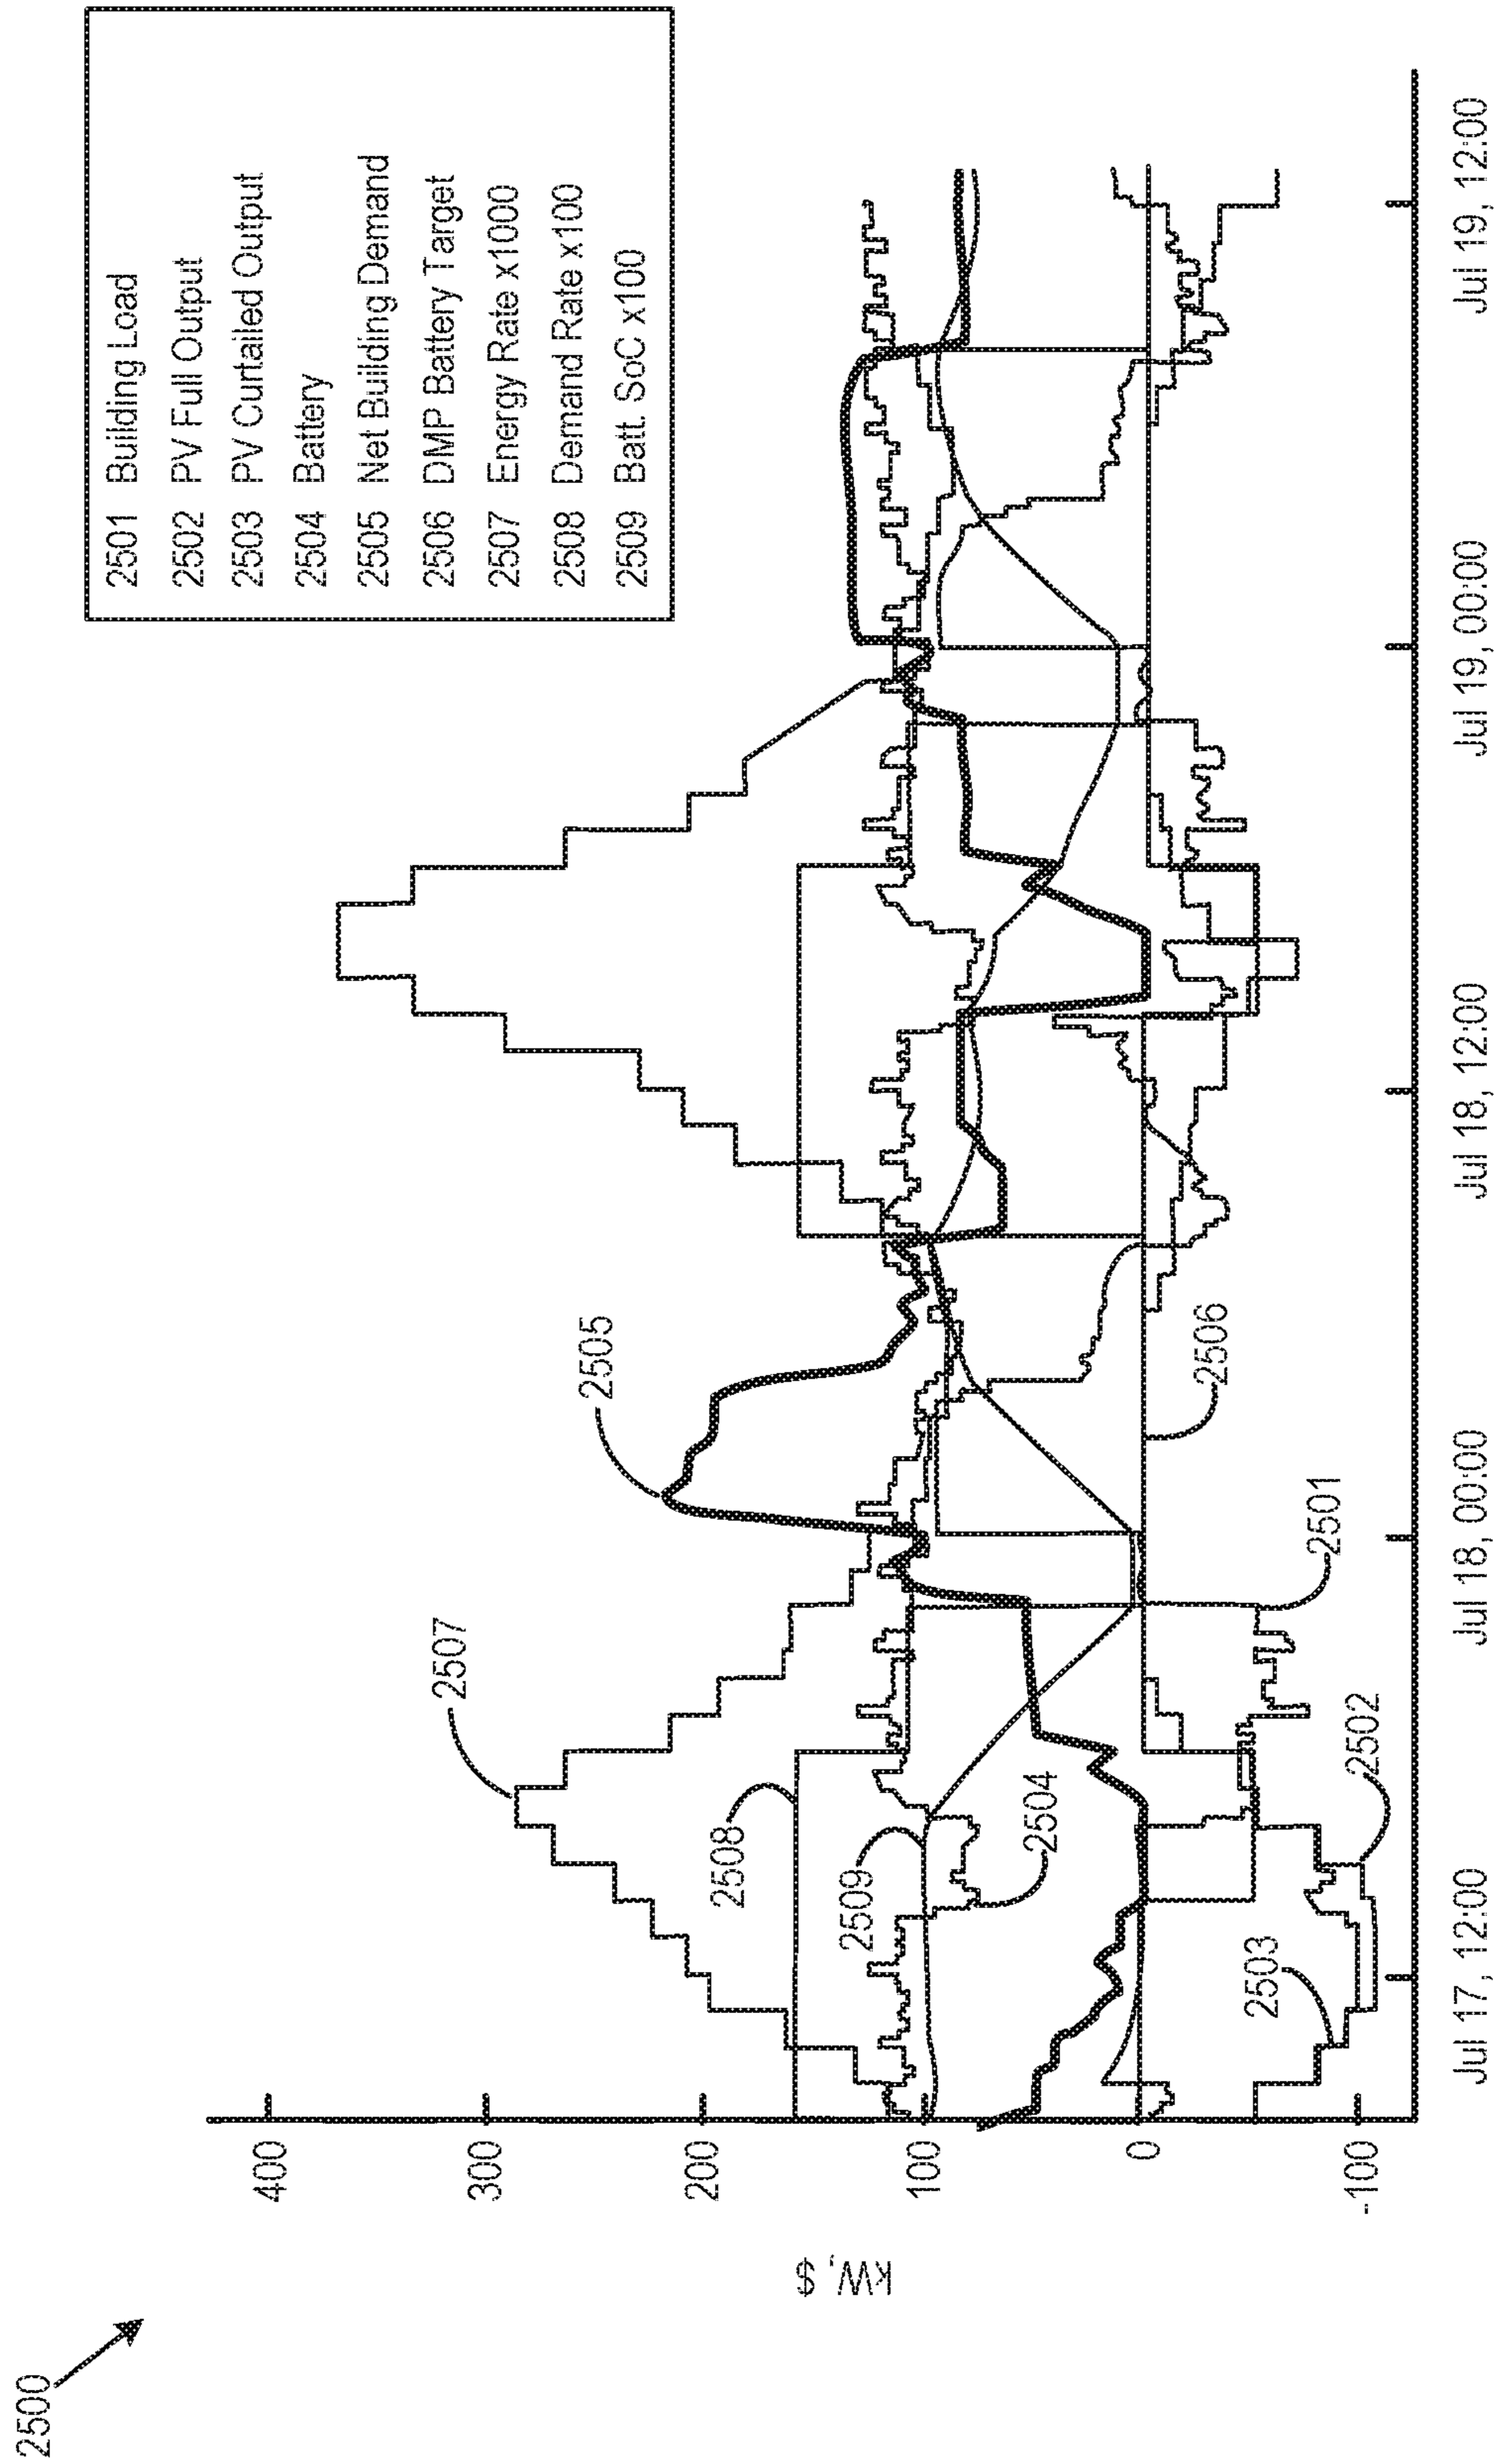 2500
2501 Building Load
2502 PV Full Output
2503 PV Curtailed Output
2504 Battery
2505 Net Building Demand
2506 DMP Battery Target
2507 Energy Rate x1000
2508 Demand Rate x100
2509 Batt. SoC x100
kW, $
400
300
200
100
0
-100
2507
2505
2508
2509
2504
2506
2503
2502
2501
Jul 17, 12:00
Jul 18, 00:00
Jul 18, 12:00
Jul 19, 00:00
Jul 19, 12:00